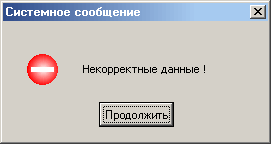 Системное сообщение
Некорректные данные !
Продолжить